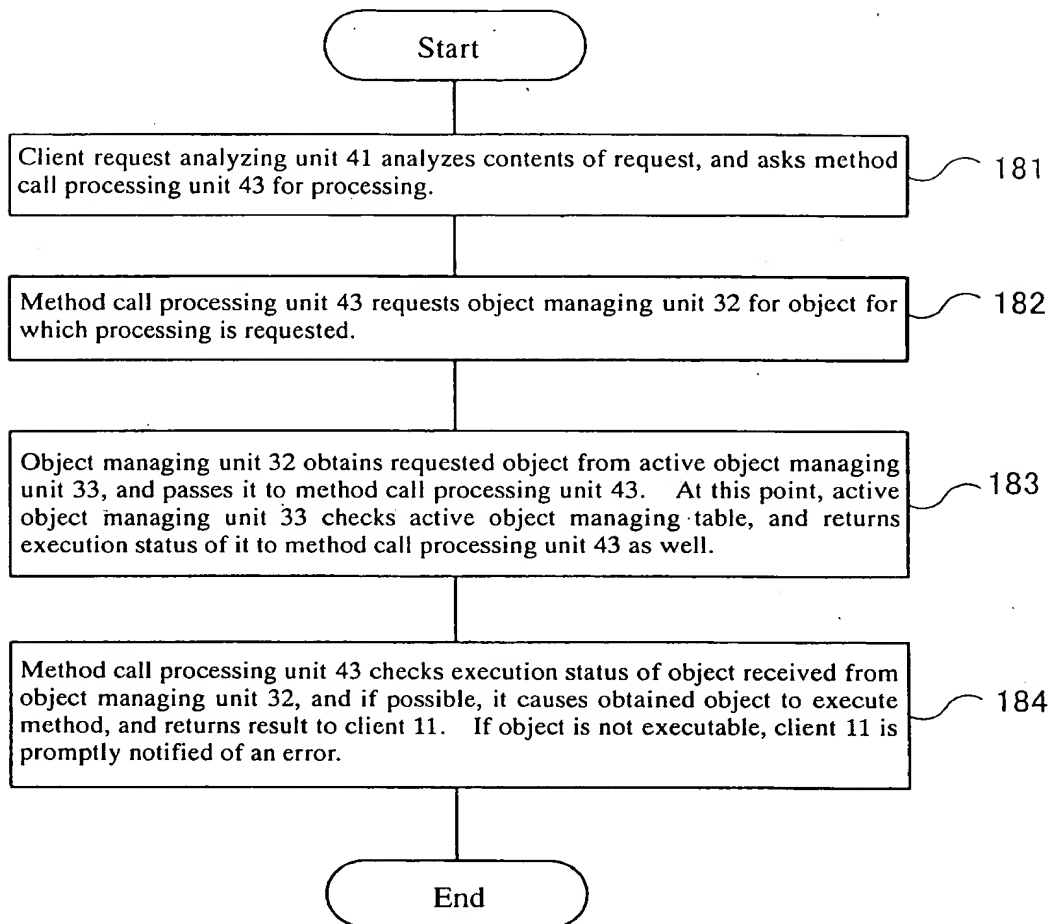 Start
Client request analyzing unit 41 analyzes contents of request, and asks method
call processing unit 43 for processing.
181
Method call processing unit 43 requests object managing unit 32 for object for
which processing is requested.
182
Object managing unit 32 obtains requested object from active object managing
unit 33, and passes it to method call processing unit 43. At this point, active
object managing unit 33 checks active object managing table, and returns
execution status of it to method call processing unit 43 as well.
183
Method call processing unit 43 checks execution status of object received from
object managing unit 32, and if possible, it causes obtained object to execute
method, and returns result to client 11. If object is not executable, client 11 is
promptly notified of an error.
184
End